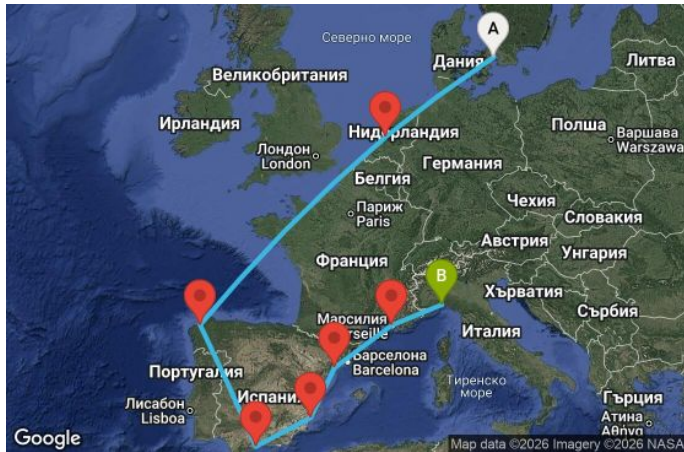 Северно море
A
Дания
Литва
Великобритания
Ирландия
Нидерландия
Полша
Варшава
Warszawa
Лондон
London
Германия
Белгия
Чехия
Париж
Paris
Словакия
Австрия
Унгария
Франция
B
Хърватия
Марсилия
Сърбия
Италия
Барселона
Barcelona
Португалия
Тиренско
море
Испания
Гърция
Лисабон
Lisboa
Атина
Αθήνα
Google
Map data ©2026 Imagery ©2026 NASA